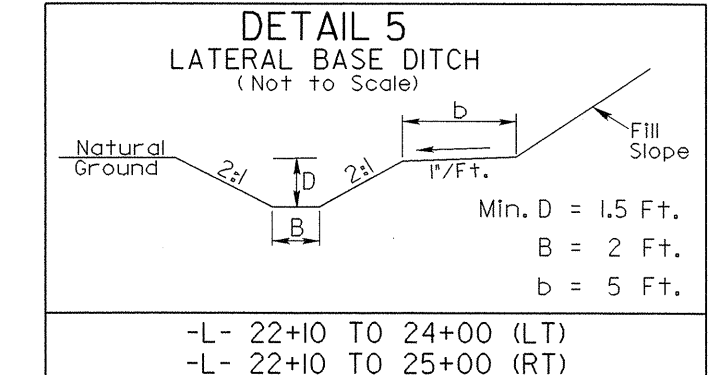 DETAIL 5
LATERAL BASE DITCH
(Not to Scale)
b
Natural
Ground
2:1
D
2:1
1"/Ft.
Fill
Slope
B
Min. D = 1.5 Ft.
B = 2 Ft.
b = 5 Ft.
-L- 22+10 TO 24+00 (LT)
-L- 22+10 TO 25+00 (RT)